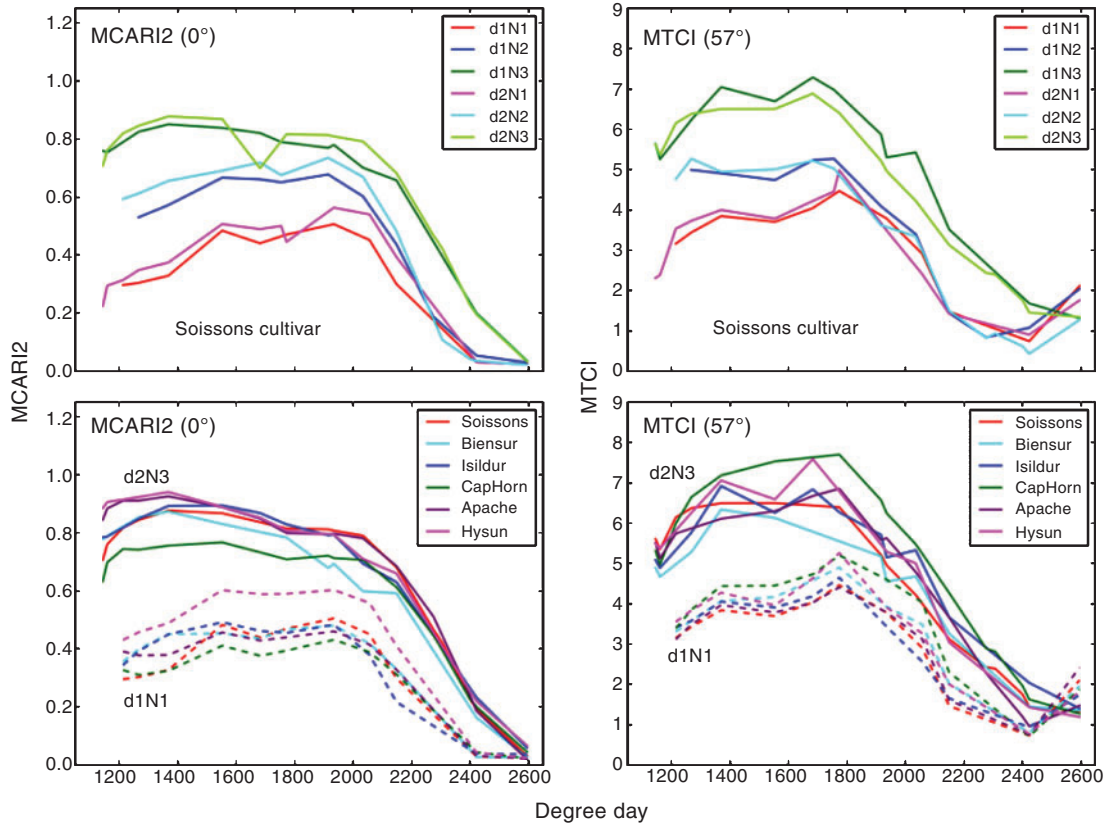 MCARI2 (0°)
d1N1
d1N2
d1N3
d2N1
d2N2
d2N3
Soissons cultivar
1.2
1.0
0.8
0.6
0.4
0.2
0.0
MTCI (57°)
d1N1
d1N2
d1N3
d2N1
d2N2
d2N3
Soissons cultivar
9
8
7
6
5
4
3
2
1
0
MCARI2
MTCI
MCARI2 (0°)
d2N3
d1N1
Soissons
Biensur
Isildur
CapHorn
Apache
Hysun
1.2
1.0
0.8
0.6
0.4
0.2
0.0
1200 1400 1600 1800 2000 2200 2400 2600
MTCI (57°)
d2N3
d1N1
Soissons
Biensur
Isildur
CapHorn
Apache
Hysun
9
8
7
6
5
4
3
2
1
0
1200 1400 1600 1800 2000 2200 2400 2600
Degree day